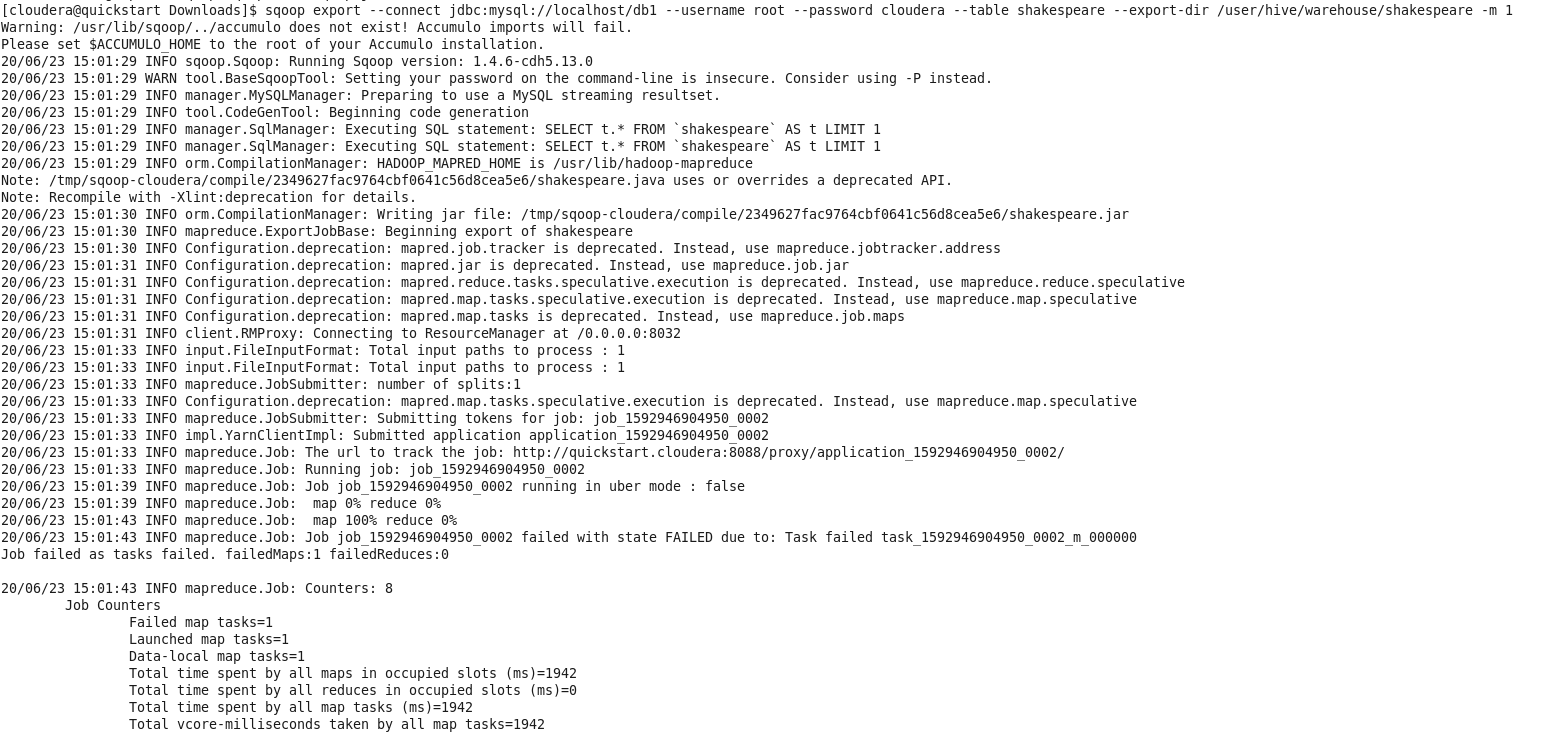 [cloudera@quickstart Downloads]$ sqoop export --connect jdbc:mysql://localhost/db1 --username root --password cloudera --table shakespeare --export-dir /user/hive/warehouse/shakespeare -m 1
Warning: /usr/lib/sqoop/../accumulo does not exist! Accumulo imports will fail.
Please set $ACCUMULO_HOME to the root of your Accumulo installation.
20/06/23 15:01:29 INFO sqoop.Sqoop: Running Sqoop version: 1.4.6-cdh5.13.0
20/06/23 15:01:29 WARN tool.BaseSqoopTool: Setting your password on the command-line is insecure. Consider using -P instead.
20/06/23 15:01:29 INFO manager.MySQLManager: Preparing to use a MySQL streaming resultset.
20/06/23 15:01:29 INFO tool.CodeGenTool: Beginning code generation
20/06/23 15:01:29 INFO manager.SqlManager: Executing SQL statement: SELECT t.* FROM `shakespeare` AS t LIMIT 1
20/06/23 15:01:29 INFO manager.SqlManager: Executing SQL statement: SELECT t.* FROM `shakespeare` AS t LIMIT 1
20/06/23 15:01:29 INFO orm.CompilationManager: HADOOP_MAPRED_HOME is /usr/lib/hadoop-mapreduce
Note: /tmp/sqoop-cloudera/compile/2349627fac9764cbf0641c56d8cea5e6/shakespeare.java uses or overrides a deprecated API.
Note: Recompile with -Xlint:deprecation for details.
20/06/23 15:01:30 INFO orm.CompilationManager: Writing jar file: /tmp/sqoop-cloudera/compile/2349627fac9764cbf0641c56d8cea5e6/shakespeare.jar
20/06/23 15:01:30 INFO mapreduce.ExportJobBase: Beginning export of shakespeare
20/06/23 15:01:30 INFO Configuration.deprecation: mapred.job.tracker is deprecated. Instead, use mapreduce.jobtracker.address
20/06/23 15:01:31 INFO Configuration.deprecation: mapred.jar is deprecated. Instead, use mapreduce.job.jar
20/06/23 15:01:31 INFO Configuration.deprecation: mapred.reduce.tasks.speculative.execution is deprecated. Instead, use mapreduce.reduce.speculative
20/06/23 15:01:31 INFO Configuration.deprecation: mapred.map.tasks.speculative.execution is deprecated. Instead, use mapreduce.map.speculative
20/06/23 15:01:31 INFO Configuration.deprecation: mapred.map.tasks is deprecated. Instead, use mapreduce.job.maps
20/06/23 15:01:31 INFO client.RMProxy: Connecting to ResourceManager at /0.0.0.0:8032
20/06/23 15:01:33 INFO input.FileInputFormat: Total input paths to process : 1
20/06/23 15:01:33 INFO input.FileInputFormat: Total input paths to process : 1
20/06/23 15:01:33 INFO mapreduce.JobSubmitter: number of splits:1
20/06/23 15:01:33 INFO Configuration.deprecation: mapred.map.tasks.speculative.execution is deprecated. Instead, use mapreduce.map.speculative
20/06/23 15:01:33 INFO mapreduce.JobSubmitter: Submitting tokens for job: job_1592946904950_0002
20/06/23 15:01:33 INFO impl.YarnClientImpl: Submitted application application_1592946904950_0002
20/06/23 15:01:33 INFO mapreduce.Job: The url to track the job: http://quickstart.cloudera:8088/proxy/application_1592946904950_0002/
20/06/23 15:01:33 INFO mapreduce.Job: Running job: job_1592946904950_0002
20/06/23 15:01:39 INFO mapreduce.Job: Job job_1592946904950_0002 running in uber mode : false
20/06/23 15:01:39 INFO mapreduce.Job:  map 0% reduce 0%
20/06/23 15:01:43 INFO mapreduce.Job:  map 100% reduce 0%
20/06/23 15:01:43 INFO mapreduce.Job: Job job_1592946904950_0002 failed with state FAILED due to: Task failed task_1592946904950_0002_m_000000
Job failed as tasks failed. failedMaps:1 failedReduces:0

20/06/23 15:01:43 INFO mapreduce.Job: Counters: 8
Job Counters
Failed map tasks=1
Launched map tasks=1
Data-local map tasks=1
Total time spent by all maps in occupied slots (ms)=1942
Total time spent by all reduces in occupied slots (ms)=0
Total time spent by all map tasks (ms)=1942
Total vcore-milliseconds taken by all map tasks=1942